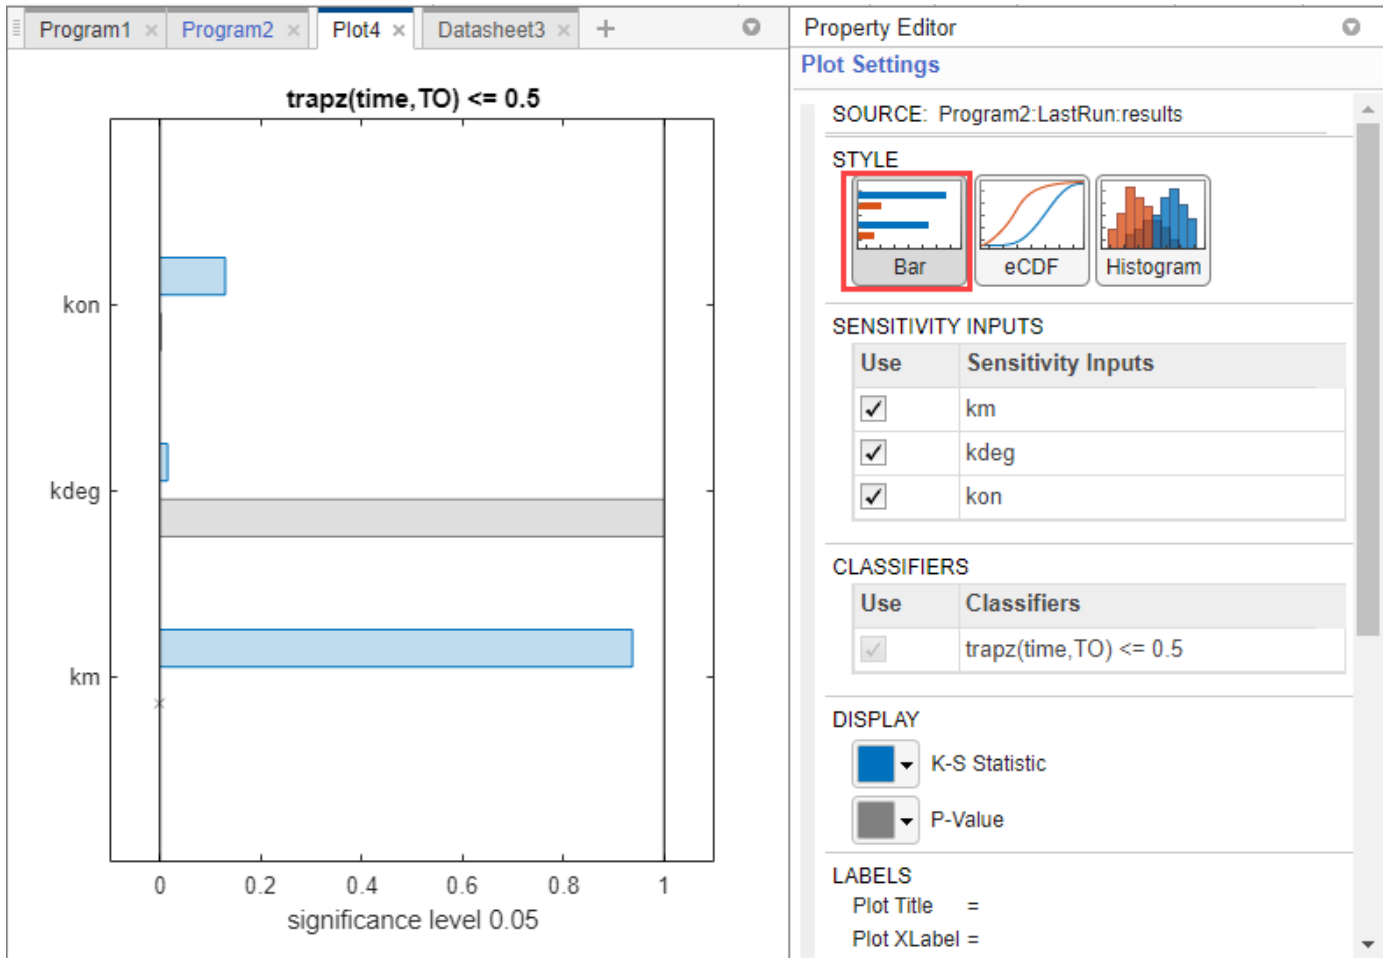 Program1 × Program2 × Plot4 × Datasheet3 × +
trapz(time,TO) <= 0.5
kon
kdeg
km
0 0.2 0.4 0.6 0.8 1
significance level 0.05
Property Editor
Plot Settings
SOURCE: Program2:LastRun:results
STYLE
Bar eCDF Histogram
SENSITIVITY INPUTS
Use Sensitivity Inputs
km
kdeg
kon
CLASSIFIERS
Use Classifiers
trapz(time,TO) <= 0.5
DISPLAY
K-S Statistic
P-Value
LABELS
Plot Title =
Plot XLabel =